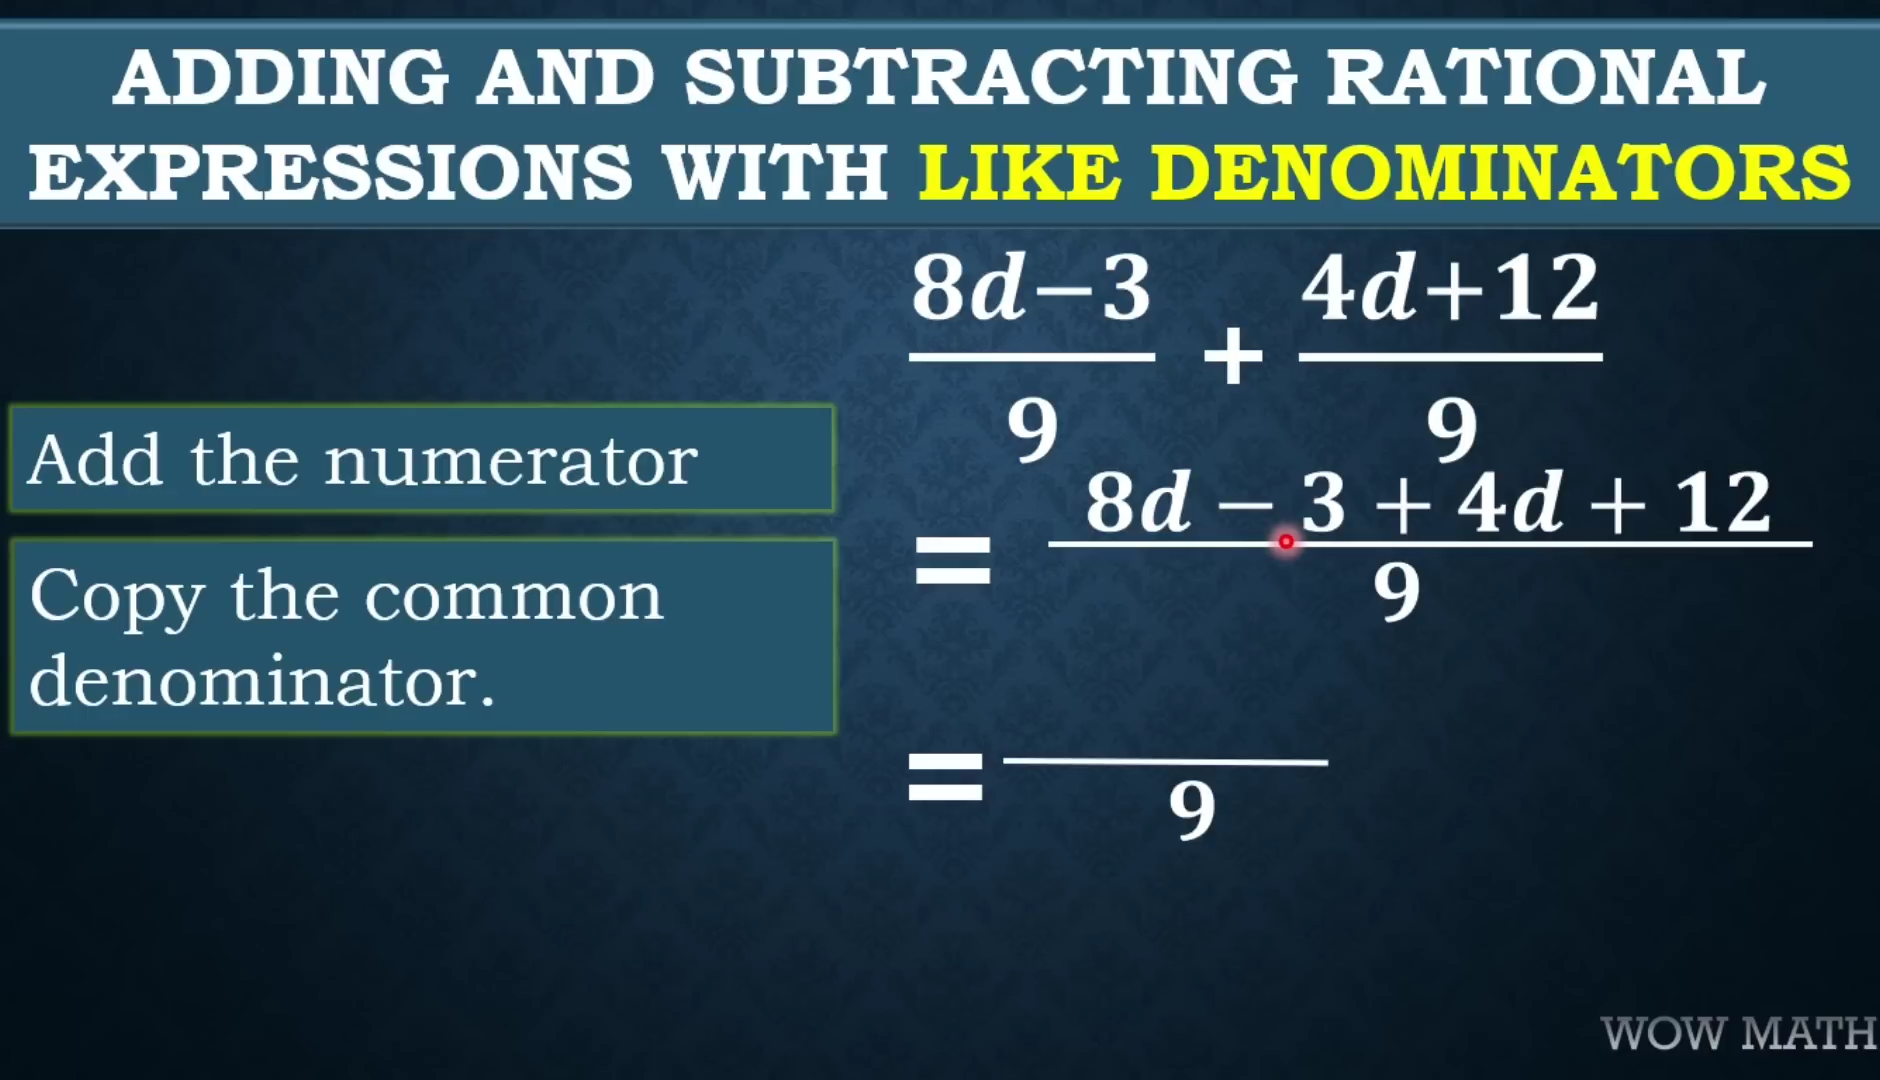 ADDING AND SUBTRACTING RATIONAL
EXPRESSIONS WITH LIKE DENOMINATORS
8d−3
4d+12
+
9
9
Add the numerator
8d − 3 + 4d + 12
=
9
Copy the common
denominator.
=
9
WOW MATH